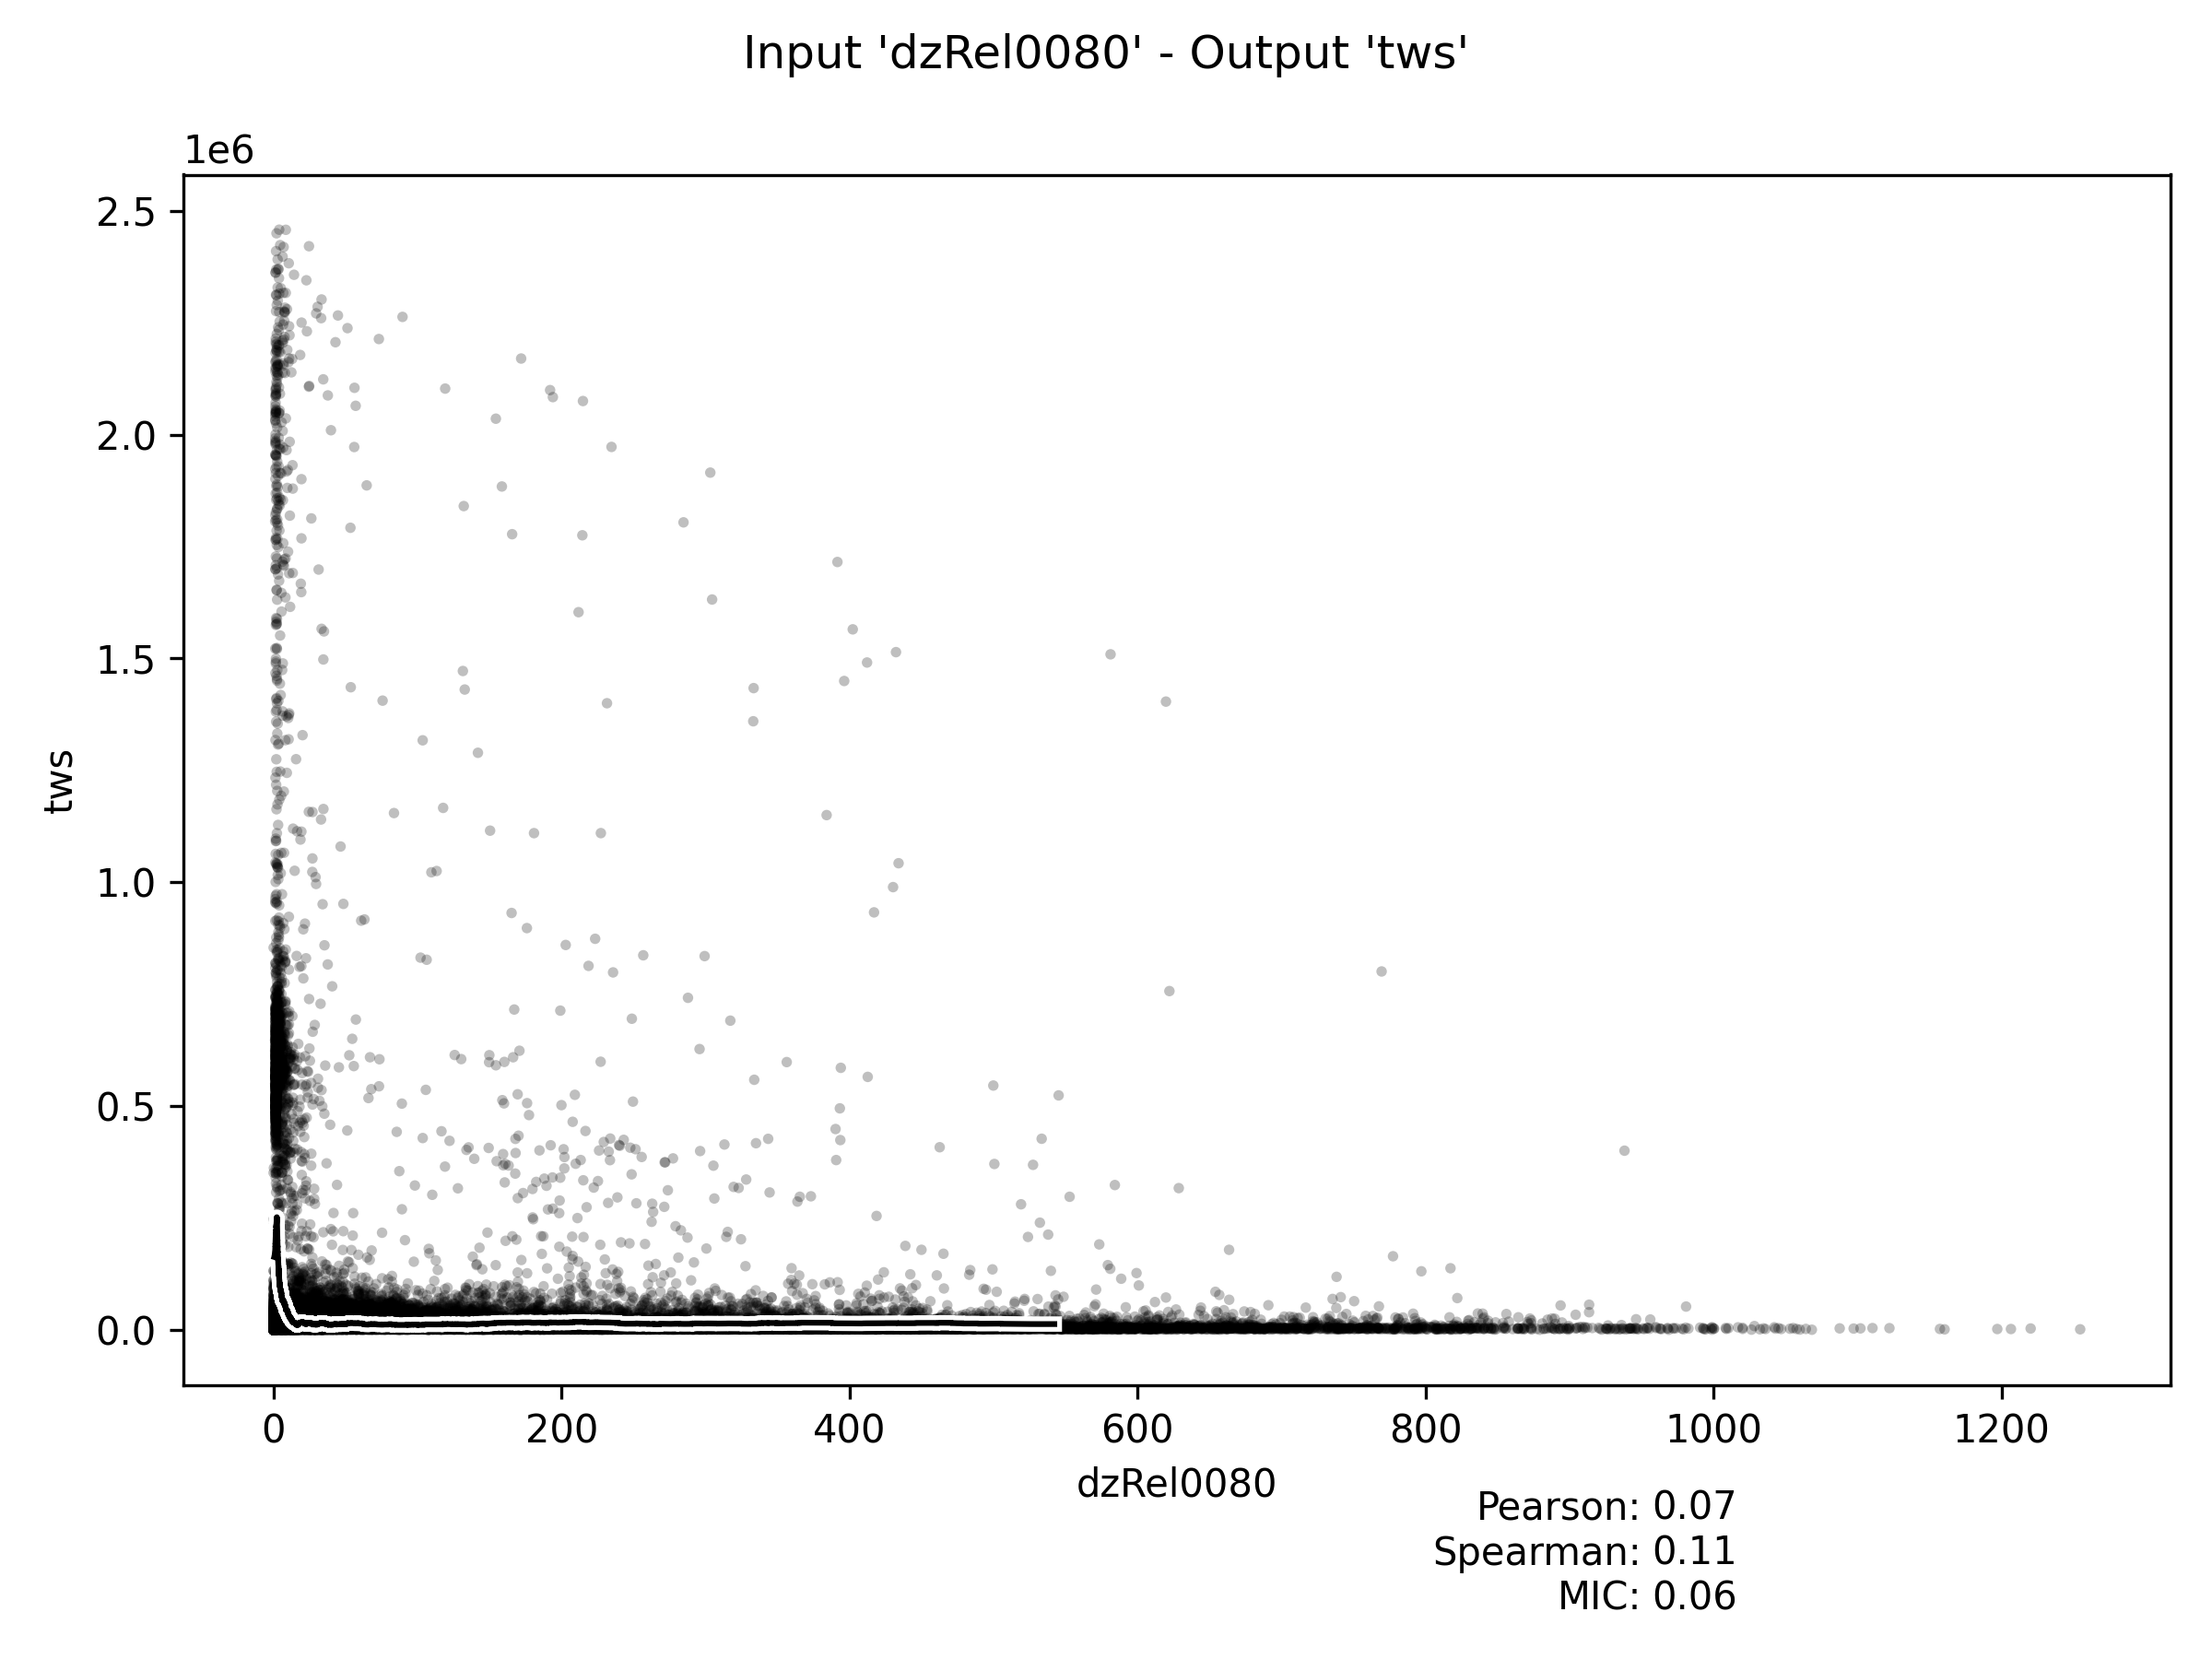 Input 'dzRel0080' - Output 'tws'
1e6
2.5
2.0
1.5
1.0
0.5
0.0
tws
0 200 400 600 800 1000 1200
dzRel0080
Pearson: 0.07
Spearman: 0.11
MIC: 0.06